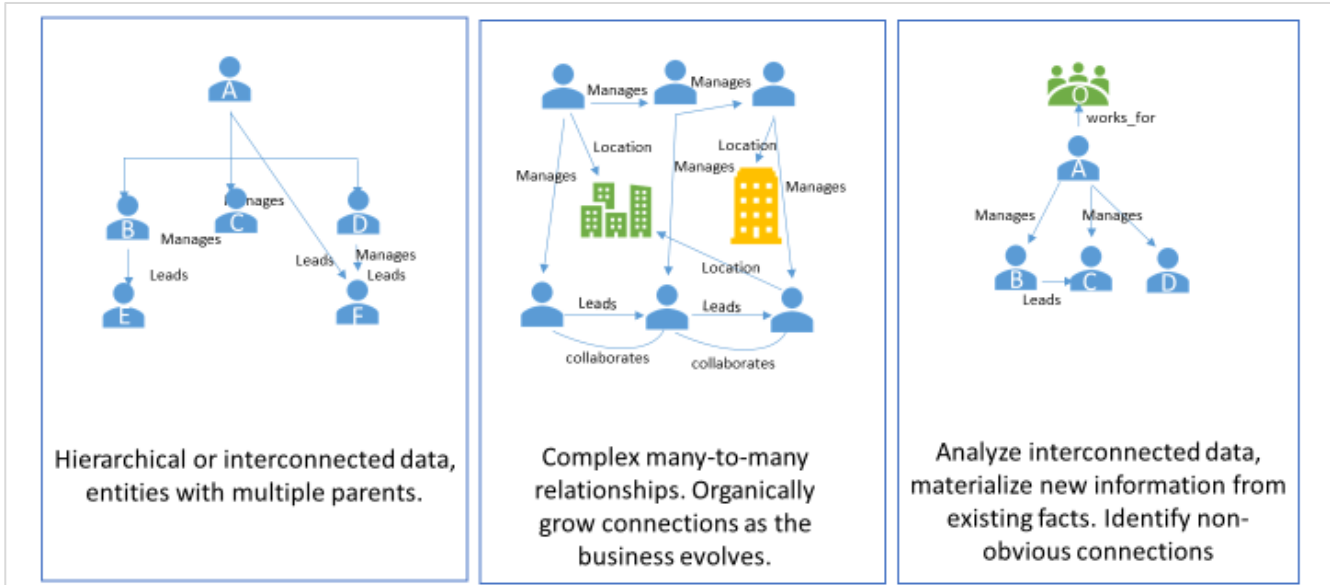 A
B
C
D
Manages
Manages
Manages
Leads
Leads
Leads
E
F
Hierarchical or interconnected data,
entities with multiple parents.
Manages
Manages
Location
Location
Manages
Manages
Manages
Location
Leads
Leads
collaborates
collaborates
Complex many-to-many
relationships. Organically
grow connections as the
business evolves.
O
works_for
A
Manages
Manages
B
C
D
Leads
Analyze interconnected data,
materialize new information from
existing facts. Identify non-
obvious connections